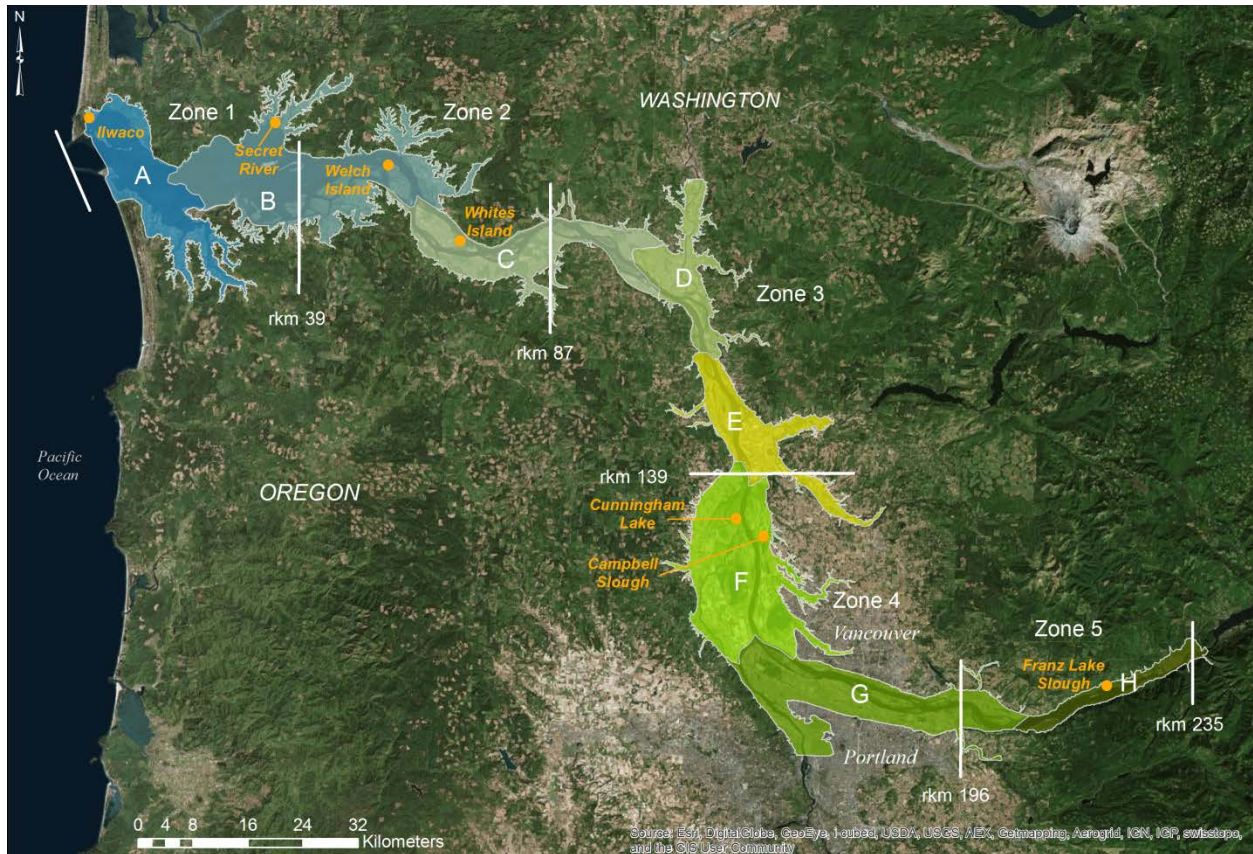 N
WASHINGTON
Zone 1
Zone 2
Ilwaco
Secret
River
A
B
Welch
Island
Whites
Island
C
D
Zone 3
rkm 39
rkm 87
E
Pacific
Ocean
OREGON
rkm 139
Cunningham
Lake
Campbell
Slough
F
Zone 4
Vancouver
Zone 5
Franz Lake
Slough
H
G
rkm 235
Portland
rkm 196
0 4 8 16 24 32
Kilometers
Source: Esri, DigitalGlobe, GeoEye, i-cubed, USDA, USGS, AEX, Getmapping, Aerogrid, IGN, IGP, swisstopo,
and the GIS User Community